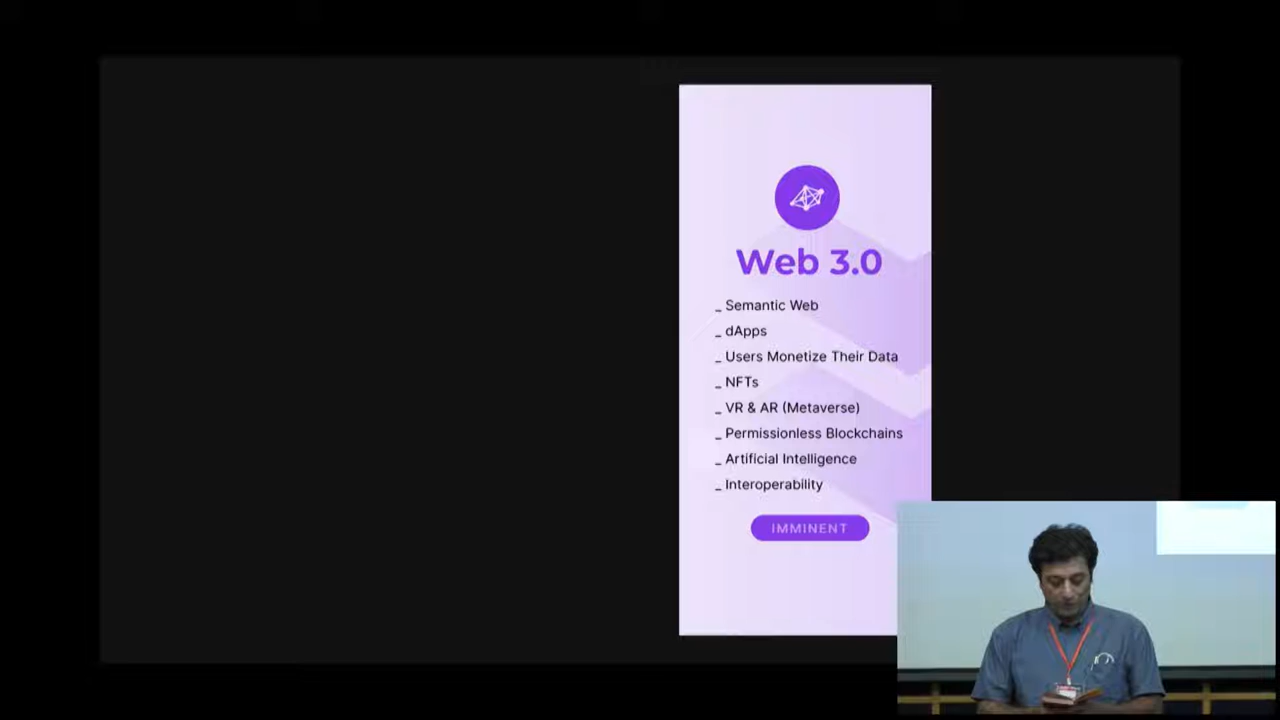 Web 3.0
_ Semantic Web
_ dApps
_ Users Monetize Their Data
_ NFTs
_ VR & AR (Metaverse)
_ Permissionless Blockchains
_ Artificial Intelligence
_ Interoperability
IMMINENT